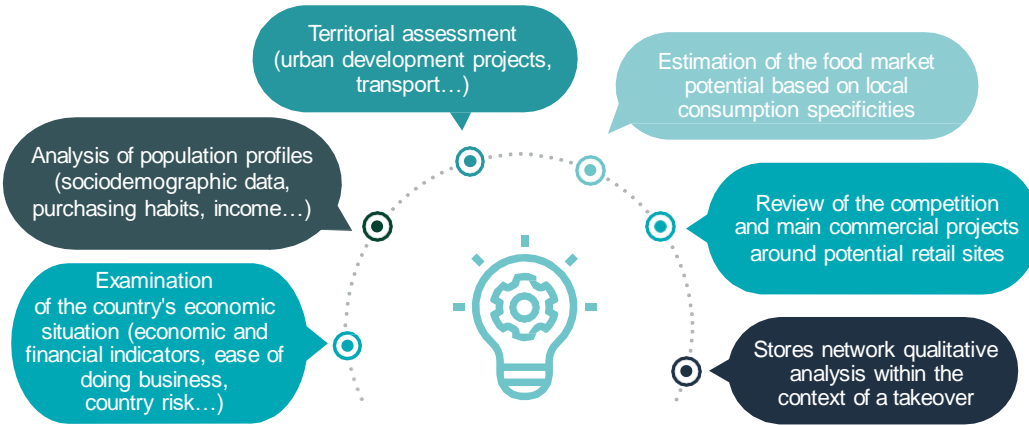 Territorial assessment
(urban development projects,
transport…)
Estimation of the food market
potential based on local
consumption specificities
Analysis of population profiles
(sociodemographic data,
purchasing habits, income…)
Review of the competition
and main commercial projects
around potential retail sites
Examination
of the country's economic
situation (economic and
financial indicators, ease of
doing business,
country risk…)
Stores network qualitative
analysis within the
context of a takeover